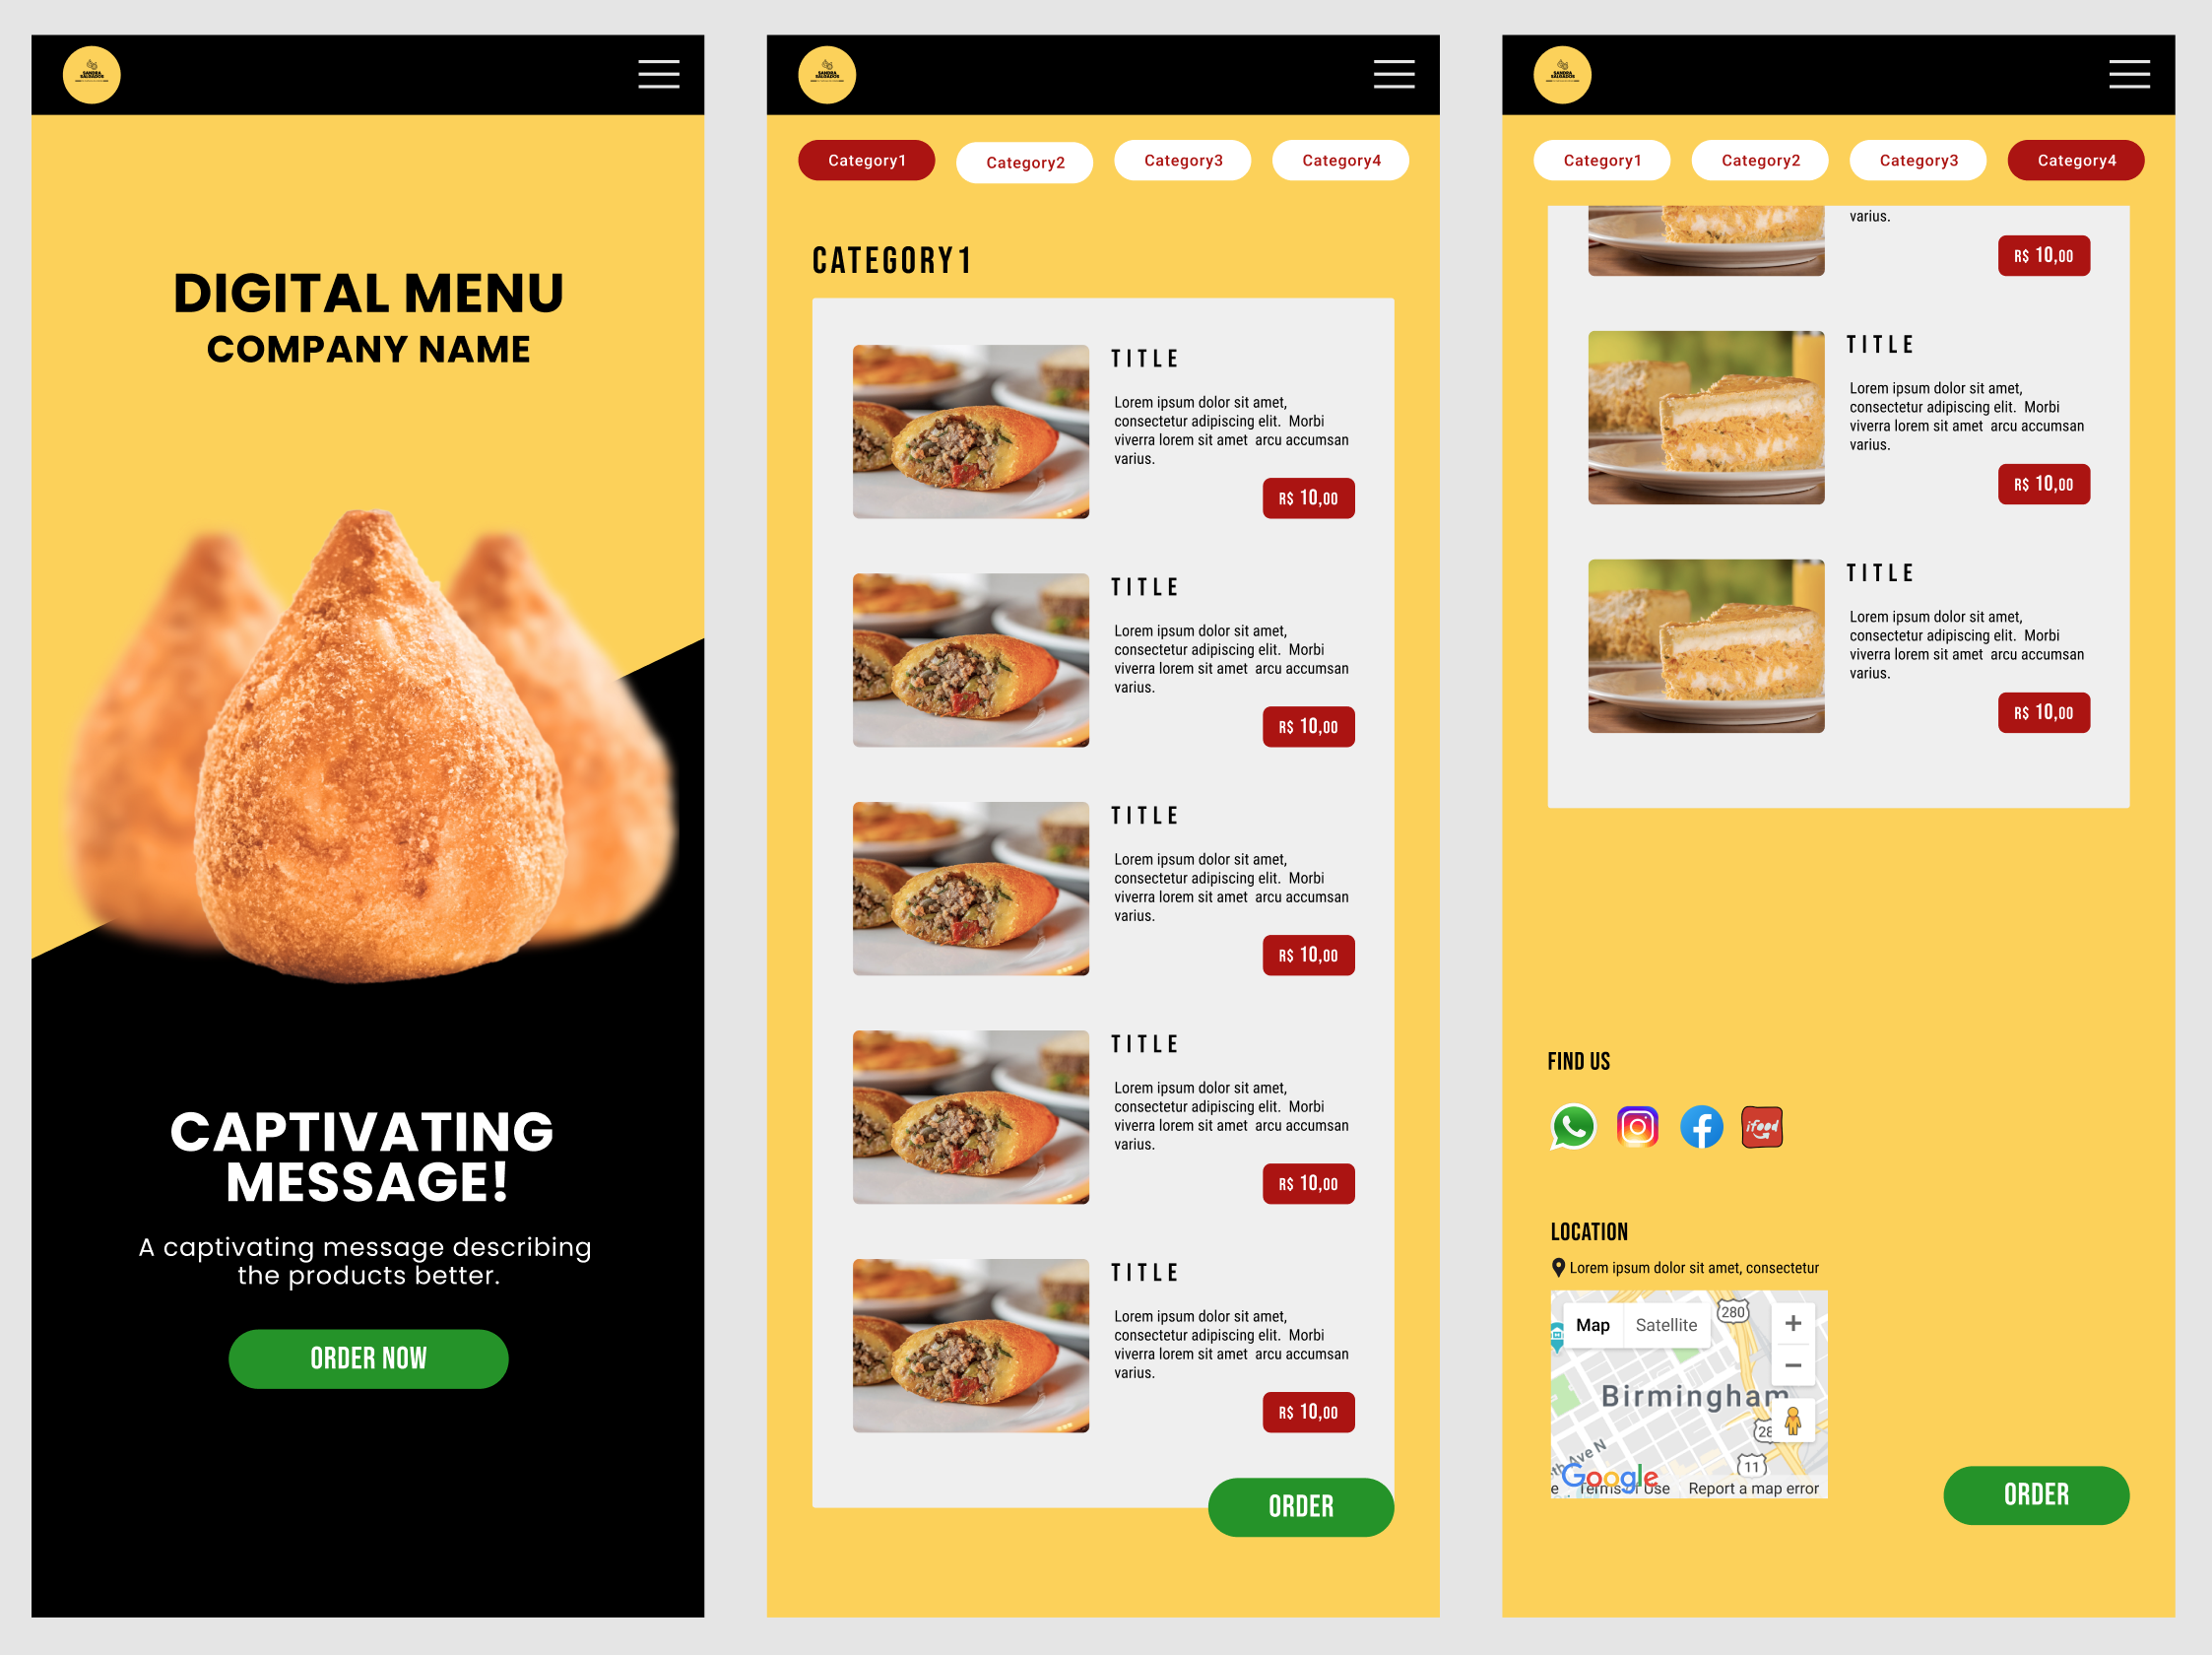 SANDRA
SALGADOS
DIGITAL MENU
COMPANY NAME
CAPTIVATING
MESSAGE!
A captivating message describing
the products better.
ORDER NOW
SANDRA
SALGADOS
Category1
Category2
Category3
Category4
CATEGORY1
TITLE
Lorem ipsum dolor sit amet,
consectetur adipiscing elit.  Morbi
viverra lorem sit amet  arcu accumsan
varius.
R$ 10,00
TITLE
Lorem ipsum dolor sit amet,
consectetur adipiscing elit.  Morbi
viverra lorem sit amet  arcu accumsan
varius.
R$ 10,00
TITLE
Lorem ipsum dolor sit amet,
consectetur adipiscing elit.  Morbi
viverra lorem sit amet  arcu accumsan
varius.
R$ 10,00
TITLE
Lorem ipsum dolor sit amet,
consectetur adipiscing elit.  Morbi
viverra lorem sit amet  arcu accumsan
varius.
R$ 10,00
TITLE
Lorem ipsum dolor sit amet,
consectetur adipiscing elit.  Morbi
viverra lorem sit amet  arcu accumsan
varius.
R$ 10,00
ORDER
SANDRA
SALGADOS
Category1
Category2
Category3
Category4
varius.
R$ 10,00
TITLE
Lorem ipsum dolor sit amet,
consectetur adipiscing elit.  Morbi
viverra lorem sit amet  arcu accumsan
varius.
R$ 10,00
TITLE
Lorem ipsum dolor sit amet,
consectetur adipiscing elit.  Morbi
viverra lorem sit amet  arcu accumsan
varius.
R$ 10,00
FIND US
ifood
LOCATION
Lorem ipsum dolor sit amet, consectetur
280
Map
Satellite
Birmingham
28
th Ave N
11
Google
Terms of Use
Report a map error
ORDER